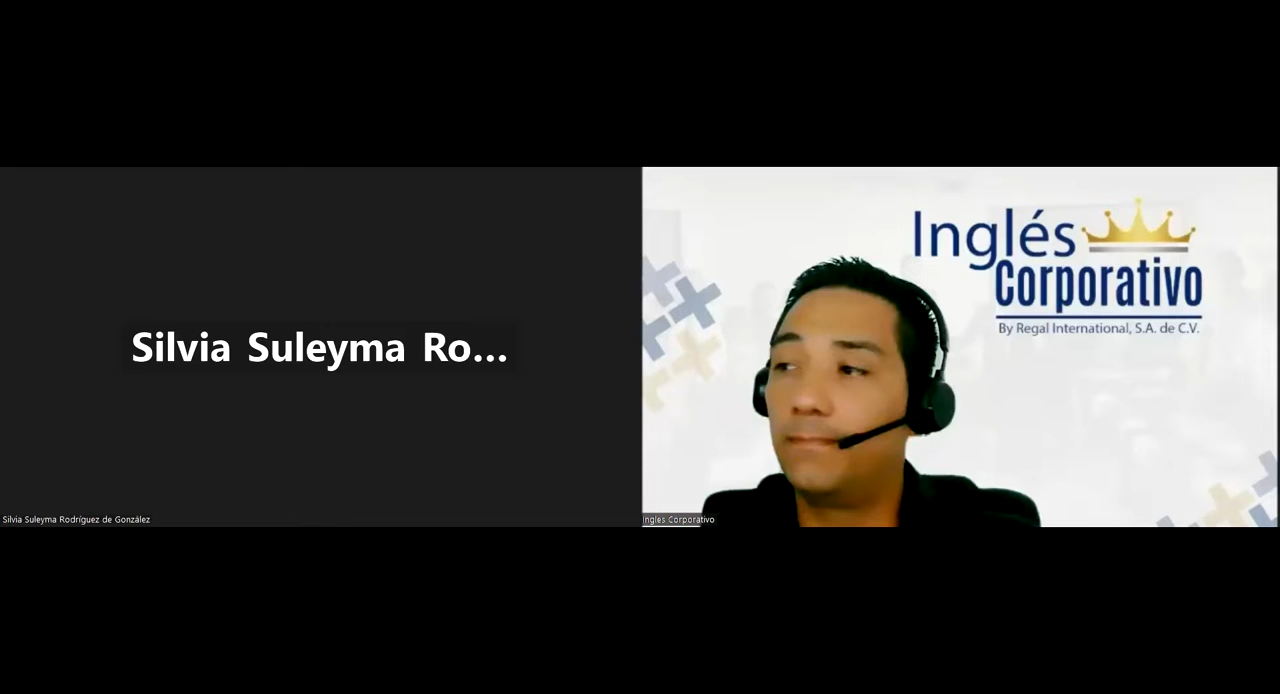 Silvia Suleyma Ro...
Silvia Suleyma Rodríguez de González
Inglés
Corporativo
By Regal International, S.A. de C.V.
Ingles Corporativo